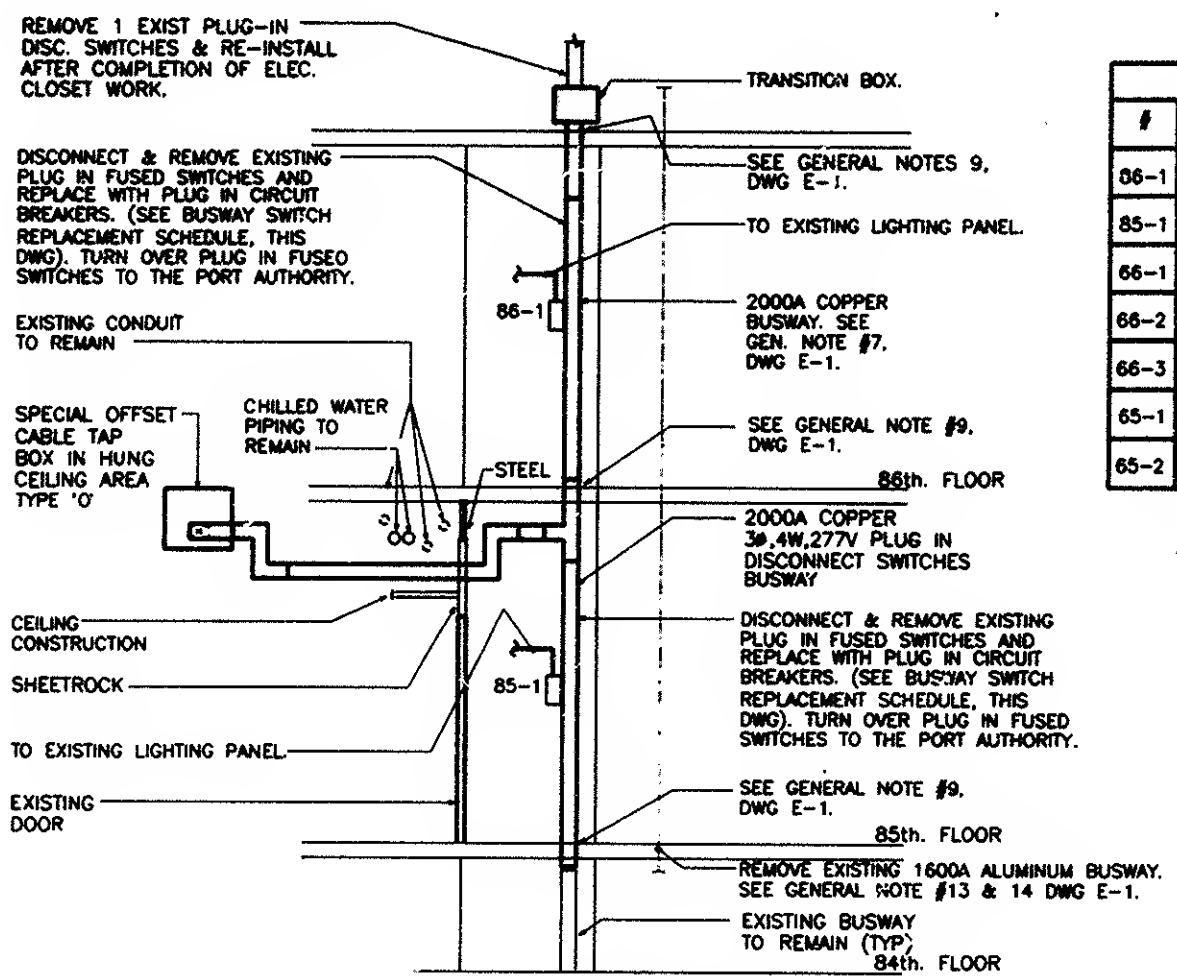 REMOVE 1 EXIST PLUG-IN
DISC. SWITCHES & RE-INSTALL
AFTER COMPLETION OF ELEC.
CLOSET WORK.
TRANSITION BOX.
DISCONNECT & REMOVE EXISTING
PLUG IN FUSED SWITCHES AND
REPLACE WITH PLUG IN CIRCUIT
BREAKERS. (SEE BUSWAY SWITCH
REPLACEMENT SCHEDULE, THIS
DWG). TURN OVER PLUG IN FUSED
SWITCHES TO THE PORT AUTHORITY.
SEE GENERAL NOTES 9,
DWG E-1.
TO EXISTING LIGHTING PANEL.
86-1
2000A COPPER
BUSWAY. SEE
GEN. NOTE #7,
DWG E-1.
EXISTING CONDUIT
TO REMAIN
SPECIAL OFFSET
CABLE TAP
BOX IN HUNG
CEILING AREA
TYPE 'O'
CHILLED WATER
PIPING TO
REMAIN
STEEL
SEE GENERAL NOTE #9,
DWG E-1.
86th. FLOOR
2000A COPPER
3ø,4W,277V PLUG IN
DISCONNECT SWITCHES
BUSWAY
CEILING
CONSTRUCTION
SHEETROCK
85-1
DISCONNECT & REMOVE EXISTING
PLUG IN FUSED SWITCHES AND
REPLACE WITH PLUG IN CIRCUIT
BREAKERS. (SEE BUSWAY SWITCH
REPLACEMENT SCHEDULE, THIS
DWG). TURN OVER PLUG IN FUSED
SWITCHES TO THE PORT AUTHORITY.
TO EXISTING LIGHTING PANEL.
EXISTING
DOOR
SEE GENERAL NOTE #9,
DWG E-1.
85th. FLOOR
REMOVE EXISTING 1600A ALUMINUM BUSWAY.
SEE GENERAL NOTE #13 & 14 DWG E-1.
EXISTING BUSWAY
TO REMAIN (TYP)
84th. FLOOR
#
86-1
85-1
66-1
66-2
66-3
65-1
65-2